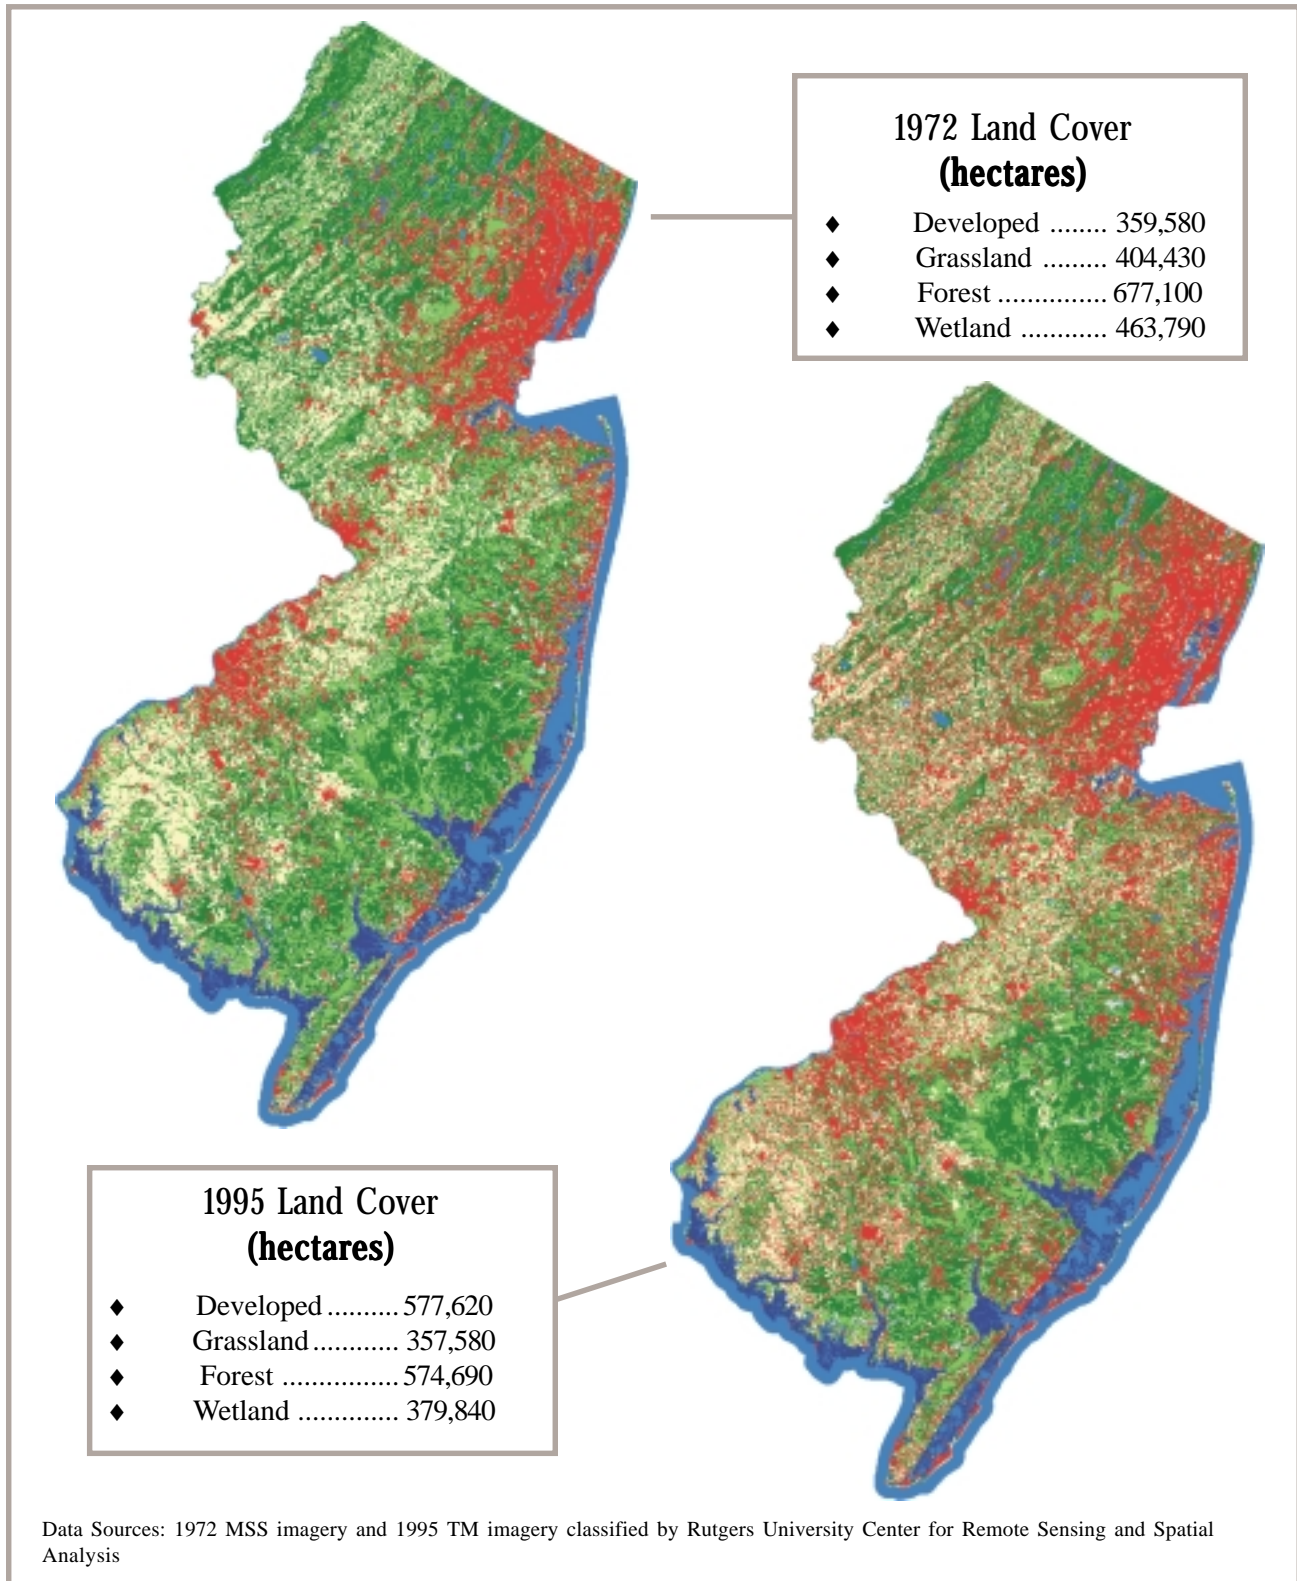 1972 Land Cover
(hectares)
♦ Developed ........ 359,580
♦ Grassland ......... 404,430
♦ Forest ............... 677,100
♦ Wetland ............ 463,790
1995 Land Cover
(hectares)
♦ Developed .......... 577,620
♦ Grassland ............ 357,580
♦ Forest ................ 574,690
♦ Wetland .............. 379,840
Data Sources: 1972 MSS imagery and 1995 TM imagery classified by Rutgers University Center for Remote Sensing and Spatial
Analysis